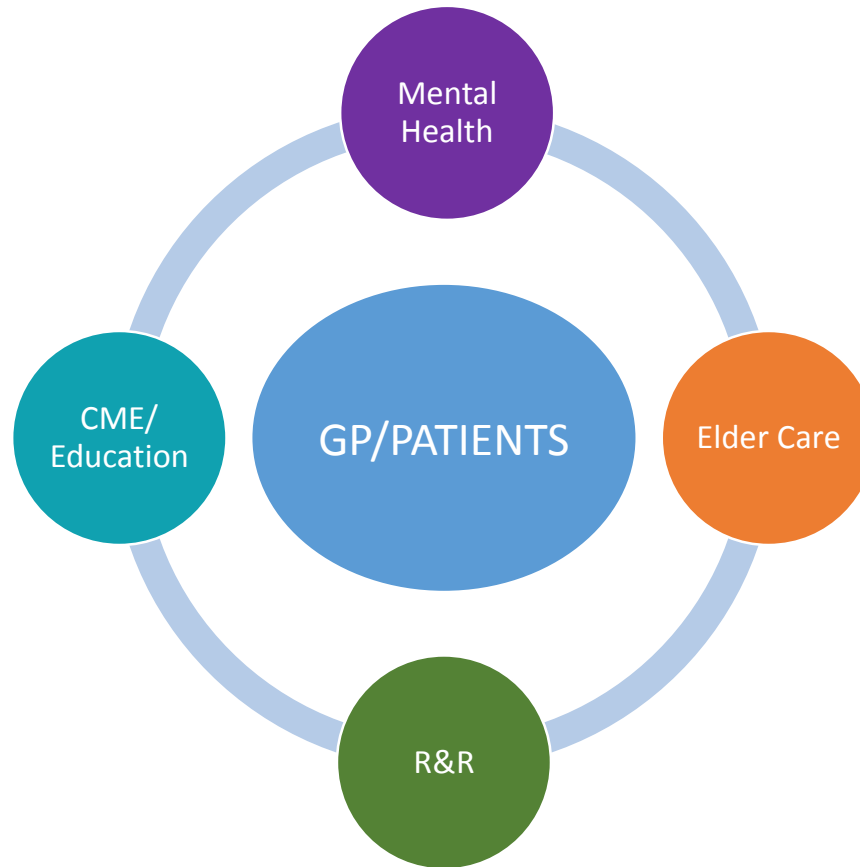 Mental
Health
CME/
Education
GP/PATIENTS
Elder Care
R&R